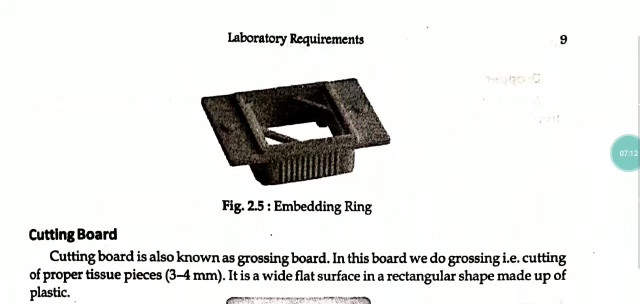 Laboratory Requirements 9
Fig. 2.5 : Embedding Ring
Cutting Board
Cutting board is also known as grossing board. In this board we do grossing i.e. cutting
of proper tissue pieces (3–4 mm). It is a wide flat surface in a rectangular shape made up of
plastic.
07:12